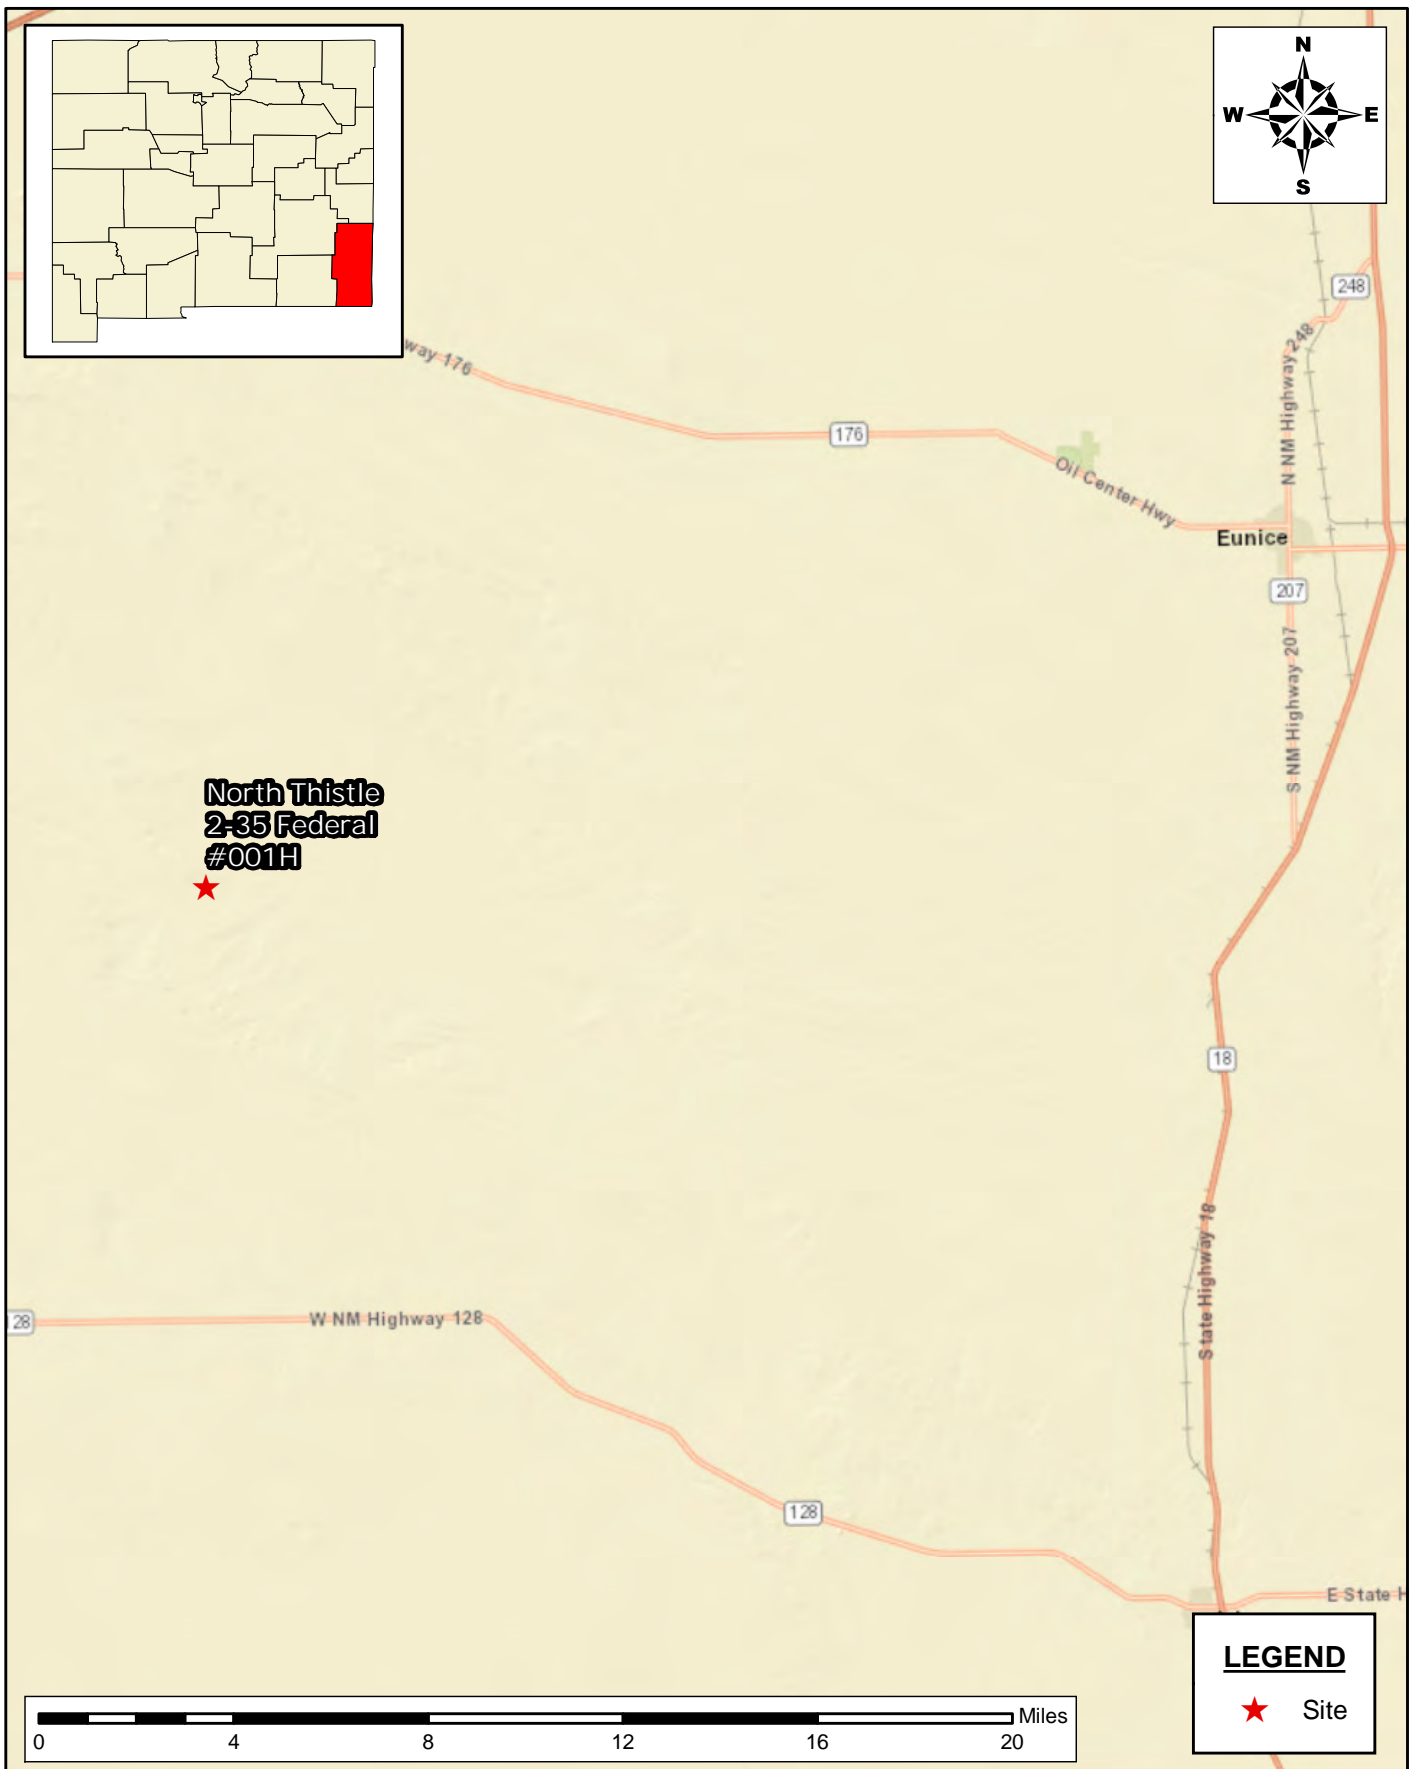 N
W
E
S
248
way 176
N NM Highway 248
176
Oil Center Hwy
Eunice
207
S NM Highway 207
North Thistle
2-35 Federal
#001H
18
State Highway 18
28
W NM Highway 128
128
E State H
LEGEND
Site
Miles
0 4 8 12 16 20